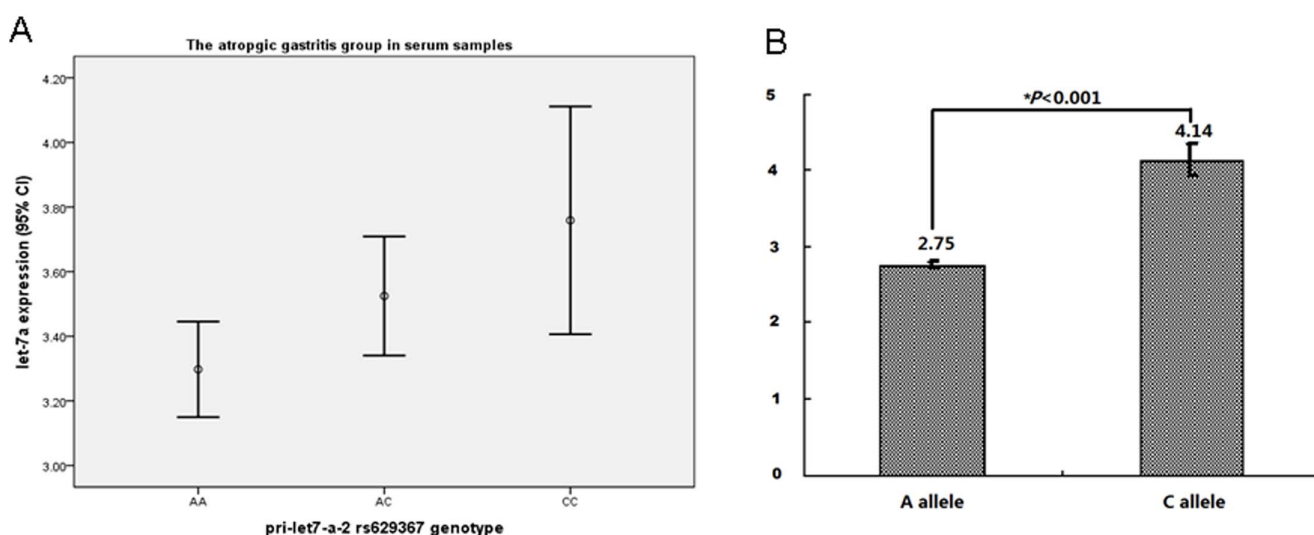 A
The atropgic gastritis group in serum samples
let-7a expression (95% CI)
4.20
4.00
3.80
3.60
3.40
3.20
3.00
AA AC CC
pri-let7-a-2 rs629367 genotype
B
*P<0.001
5
4
3
2
1
0
2.75
4.14
A allele C allele